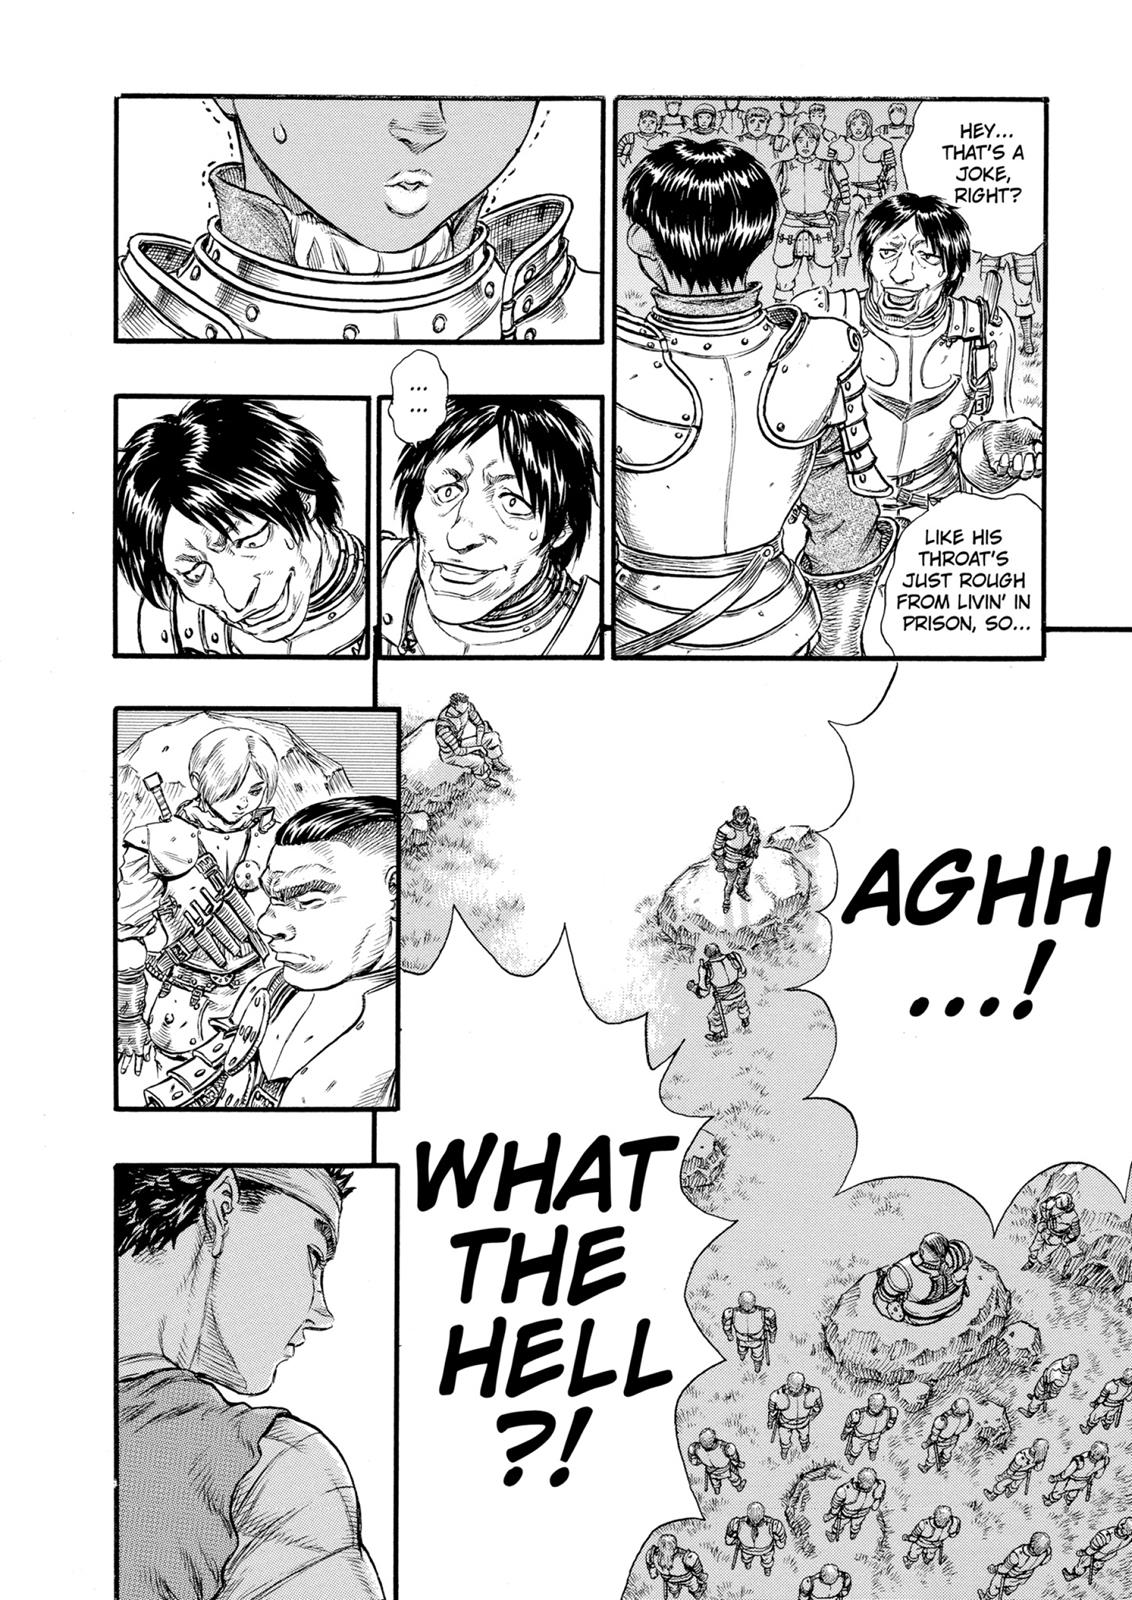 HEY...
THAT'S A
JOKE,
RIGHT?
LIKE HIS
THROAT'S
JUST ROUGH
FROM LIVIN' IN
PRISON, SO...
...
...
AGHH
...!
WHAT
THE
HELL
?!